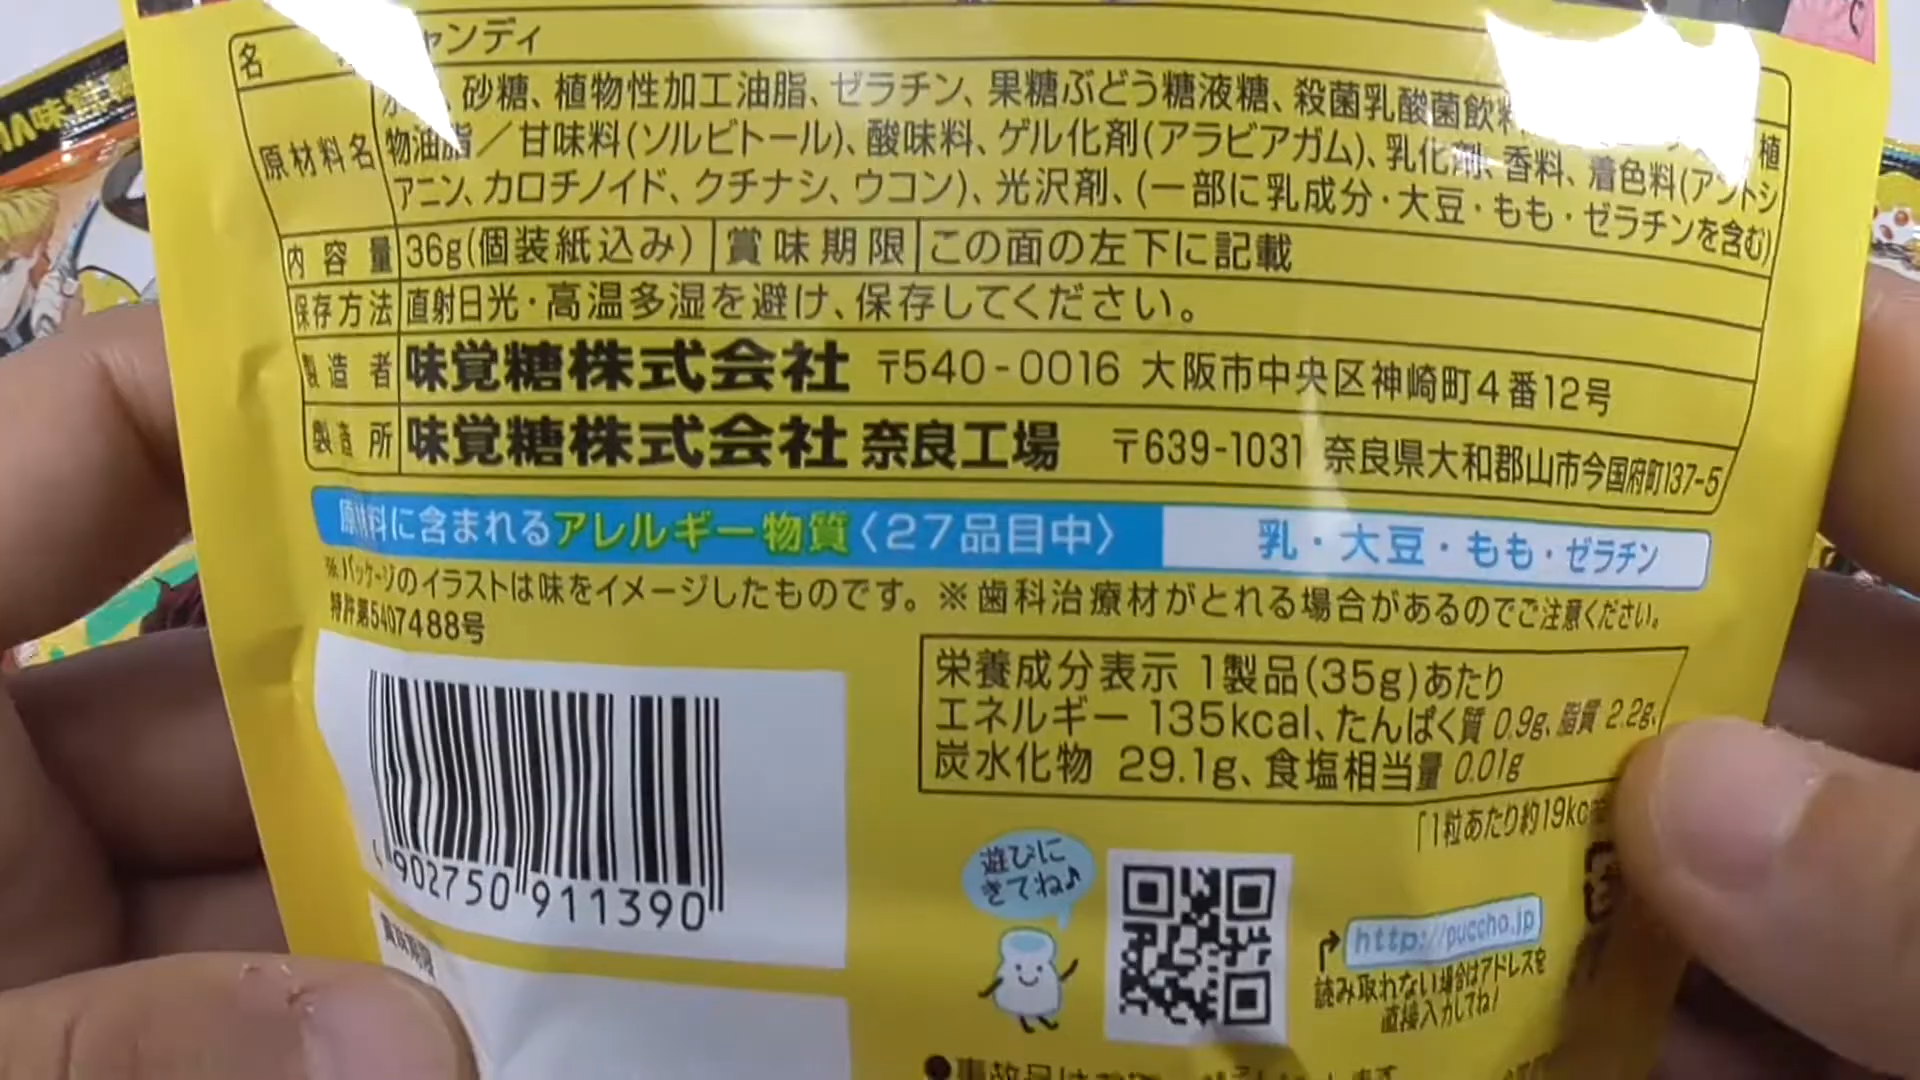 名 ャンディ
、砂糖、植物性加工油脂、ゼラチン、果糖ぶどう糖液糖、殺菌乳酸菌飲料
植
原材料名 物油脂／甘味料(ソルビトール)、酸味料、ゲル化剤(アラビアガム)、乳化剤、香料、着色料(アントシ
アニン、カロチノイド、クチナシ、ウコン)、光沢剤、(一部に乳成分・大豆・もも・ゼラチンを含む)
内容量 36g(個装紙込み) 賞味期限 この面の左下に記載
保存方法 直射日光・高温多湿を避け、保存してください。
製造者 味覚糖株式会社 〒540-0016 大阪市中央区神崎町4番12号
製造所 味覚糖株式会社 奈良工場 〒639-1031 奈良県大和郡山市今国府町137-5
原材料に含まれるアレルギー物質〈27品目中〉 乳・大豆・もも・ゼラチン
※パッケージのイラストは味をイメージしたものです。※歯科治療材がとれる場合があるのでご注意ください。
特許第5407488号
栄養成分表示 1製品(35g)あたり
エネルギー 135kcal、たんぱく質 0.9g、脂質 2.2g、
炭水化物 29.1g、食塩相当量 0.01g
「1粒あたり約19kc
4 902750 911390
賞味期限
遊びに
きてね♪
http://puccho.jp
読み取れない場合はアドレスを
直接入力してね!